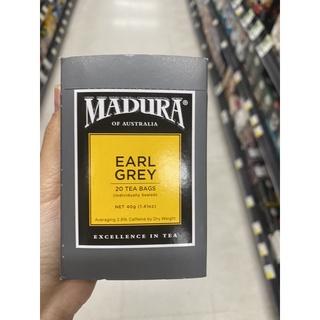 MADURA®
OF AUSTRALIA
EARL
GREY
20 TEA BAGS
(Individually Sealed)
NET 40g (1.41oz)
Averaging 2.8% Caffeine by Dry Weight
EXCELLENCE IN TEA